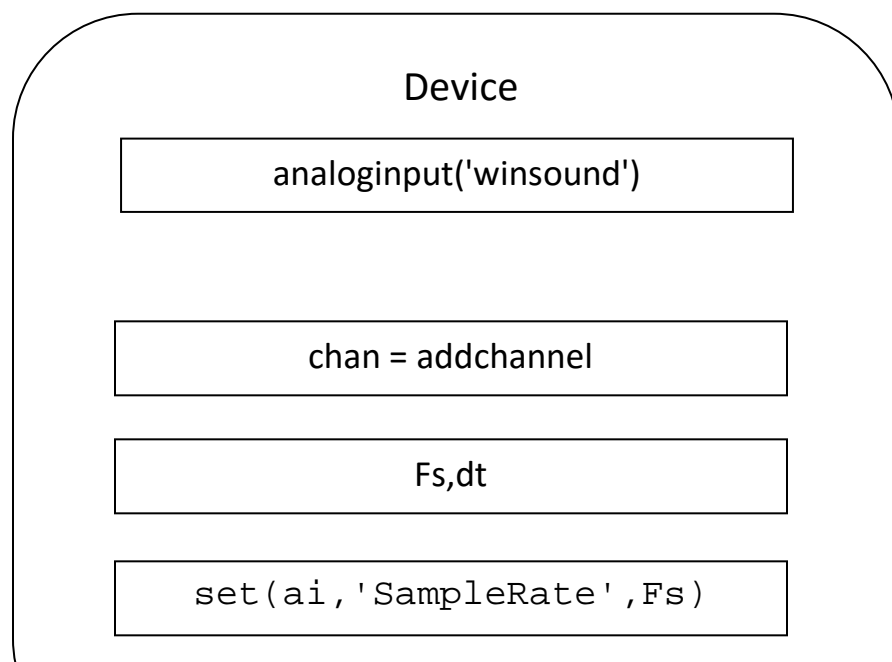 Device
analoginput('winsound')
chan = addchannel
Fs,dt
set(ai,'SampleRate',Fs)